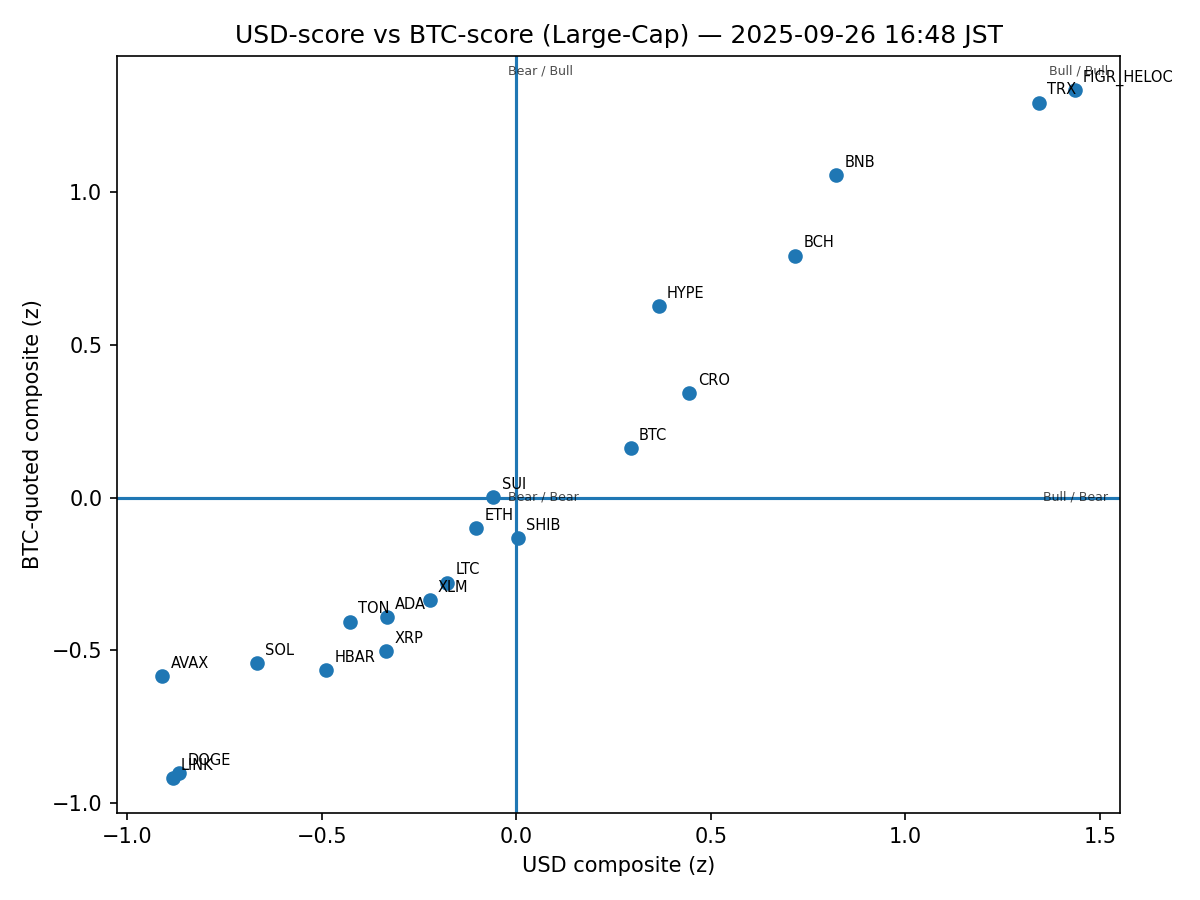 USD-score vs BTC-score (Large-Cap) — 2025-09-26 16:48 JST
Bear / Bull
Bull / Bull
FIGR_HELOC
TRX
BNB
BCH
HYPE
CRO
BTC
SUI
Bear / Bear
Bull / Bear
ETH
SHIB
LTC
XLM
TON
ADA
XRP
HBAR
SOL
AVAX
DOGE
LINK
1.0
0.5
0.0
−0.5
−1.0
BTC-quoted composite (z)
−1.0
−0.5
0.0
0.5
1.0
1.5
USD composite (z)